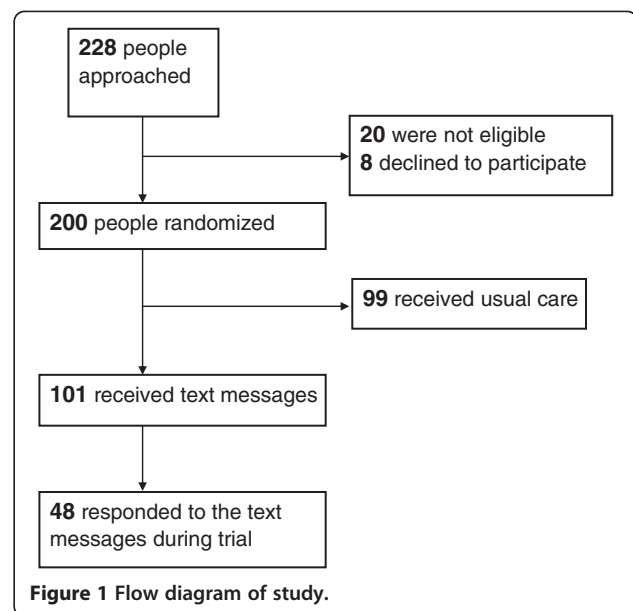 228 people
approached
20 were not eligible
8 declined to participate
200 people randomized
99 received usual care
101 received text messages
48 responded to the text
messages during trial
Figure 1 Flow diagram of study.